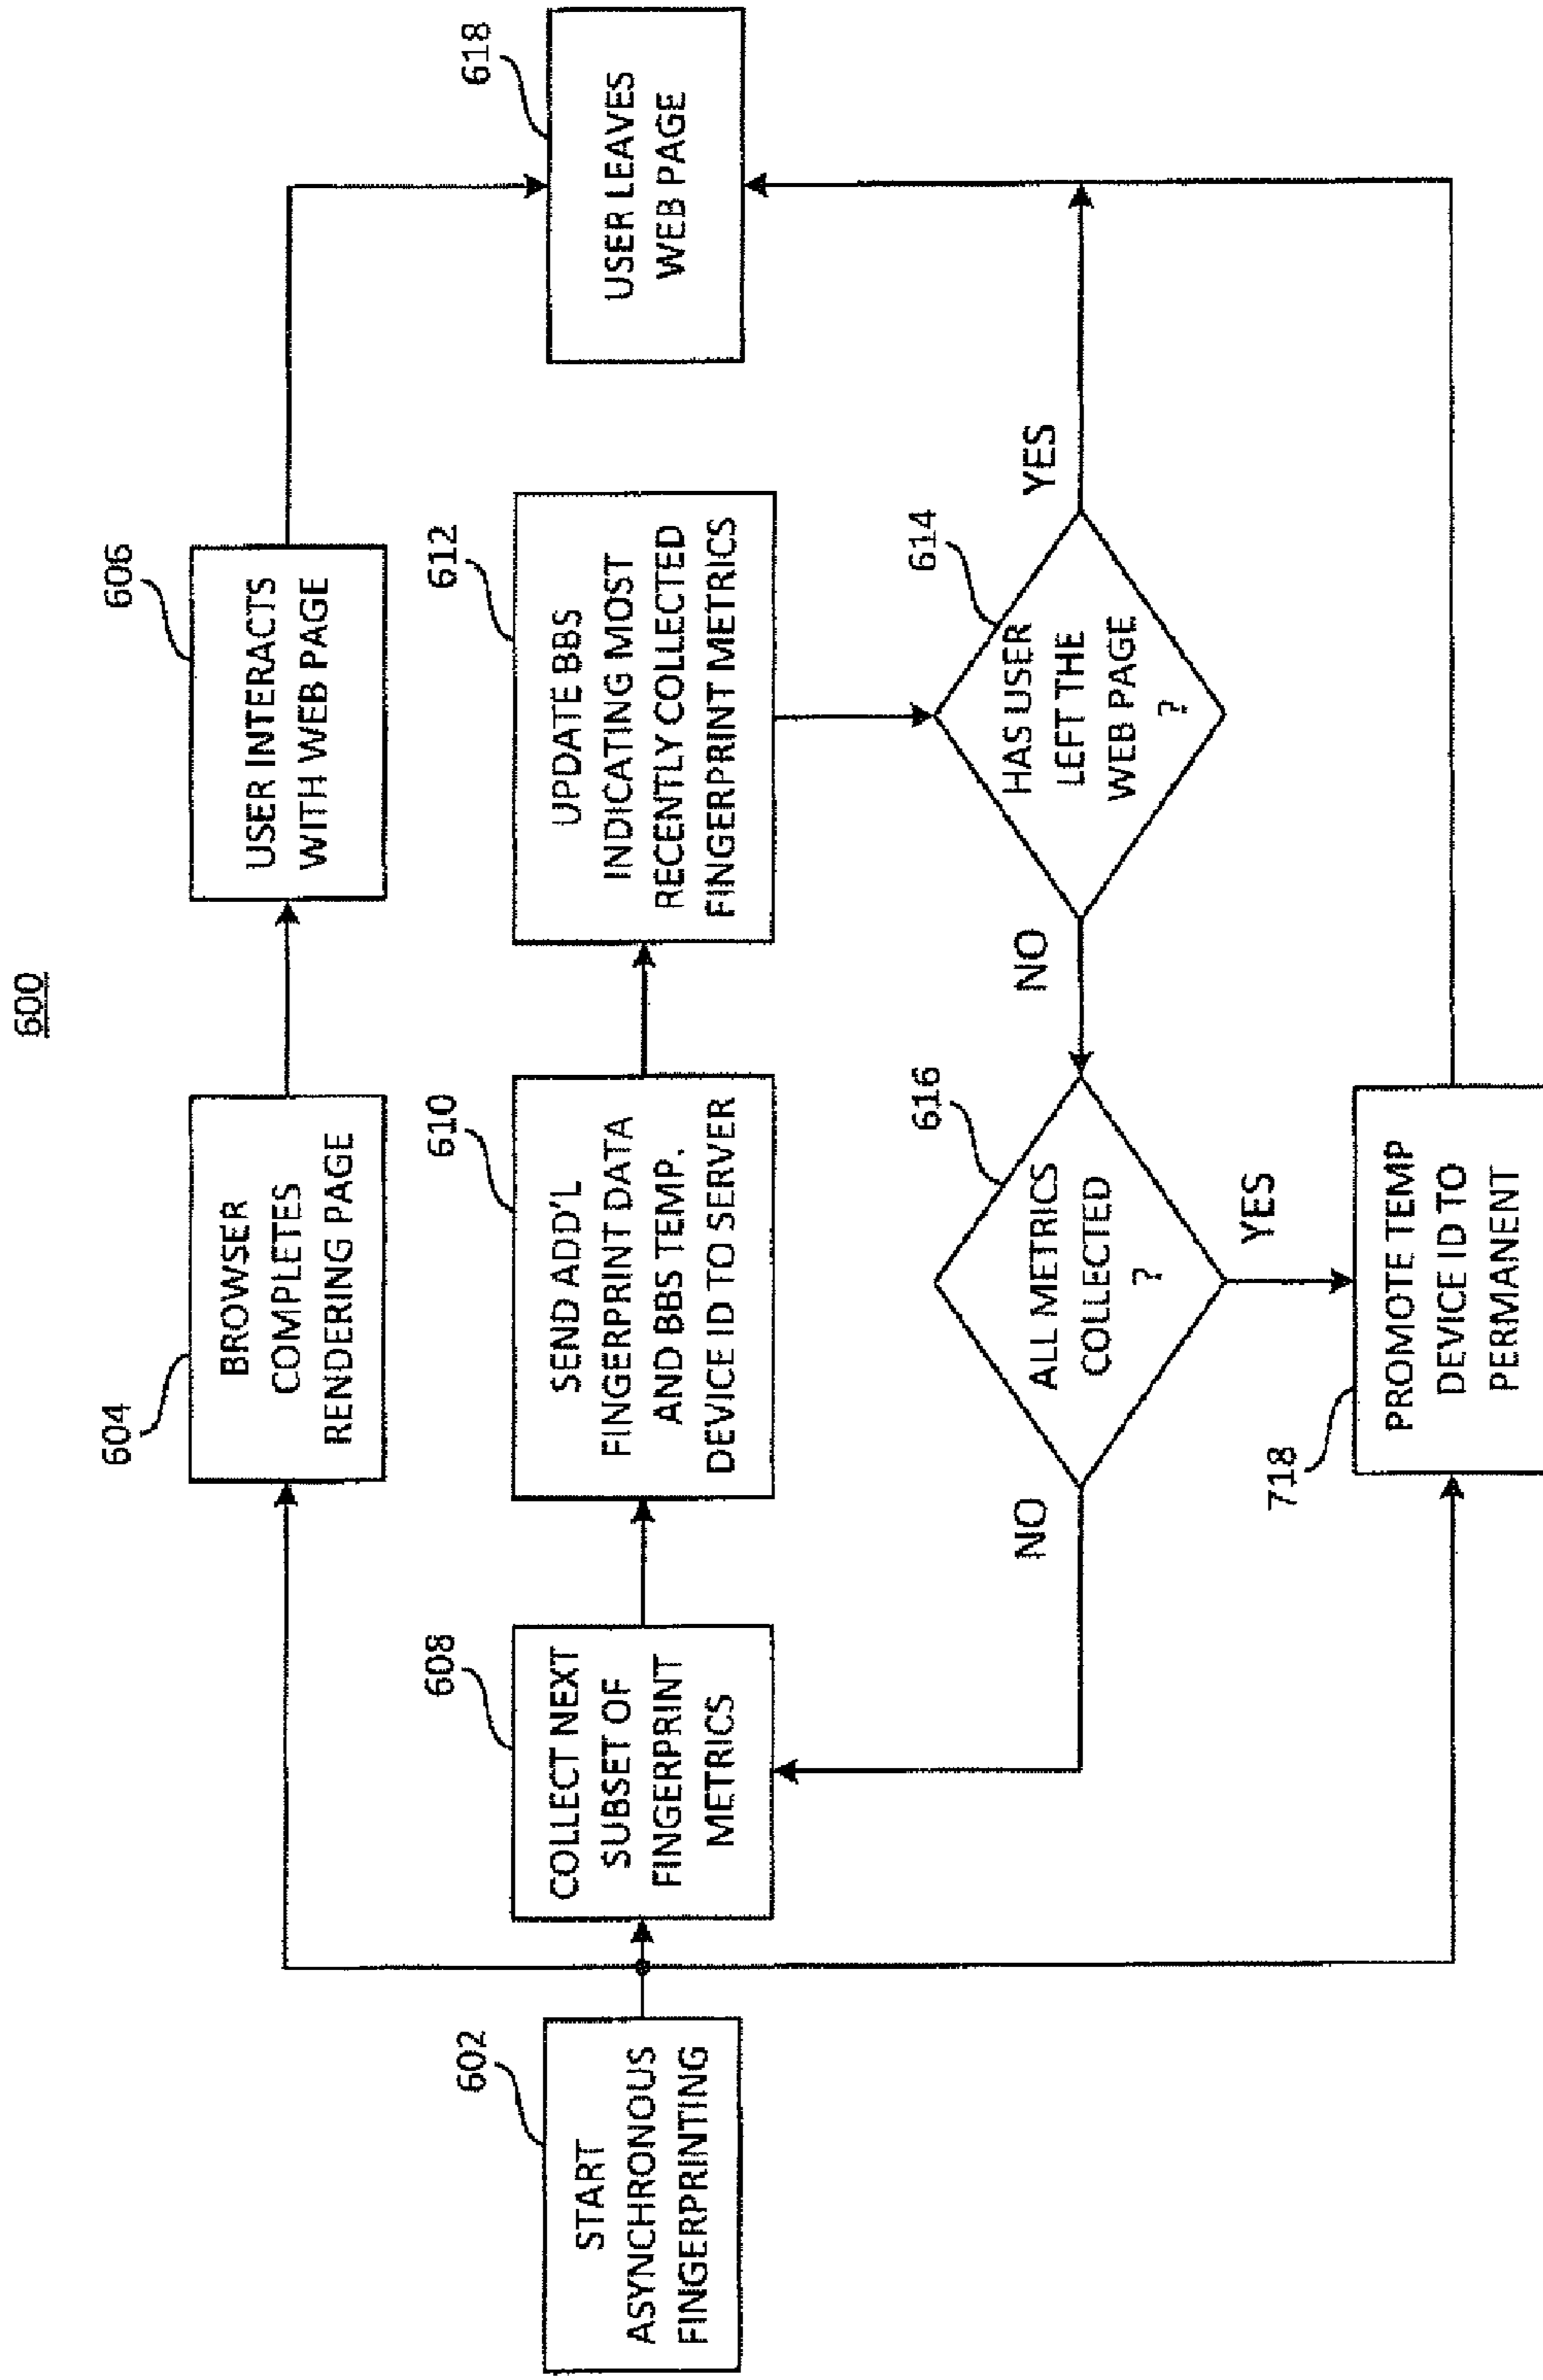 600
602
START
ASYNCHRONOUS
FINGERPRINTING
604
BROWSER
COMPLETES
RENDERING PAGE
606
USER INTERACTS
WITH WEB PAGE
608
COLLECT NEXT
SUBSET OF
FINGERPRINT
METRICS
610
SEND ADD'L
FINGERPRINT DATA
AND BBS TEMP.
DEVICE ID TO SERVER
612
UPDATE BBS
INDICATING MOST
RECENTLY COLLECTED
FINGERPRINT METRICS
614
HAS USER
LEFT THE
WEB PAGE
?
YES
NO
616
ALL METRICS
COLLECTED
?
NO
YES
718
PROMOTE TEMP
DEVICE ID TO
PERMANENT
618
USER LEAVES
WEB PAGE